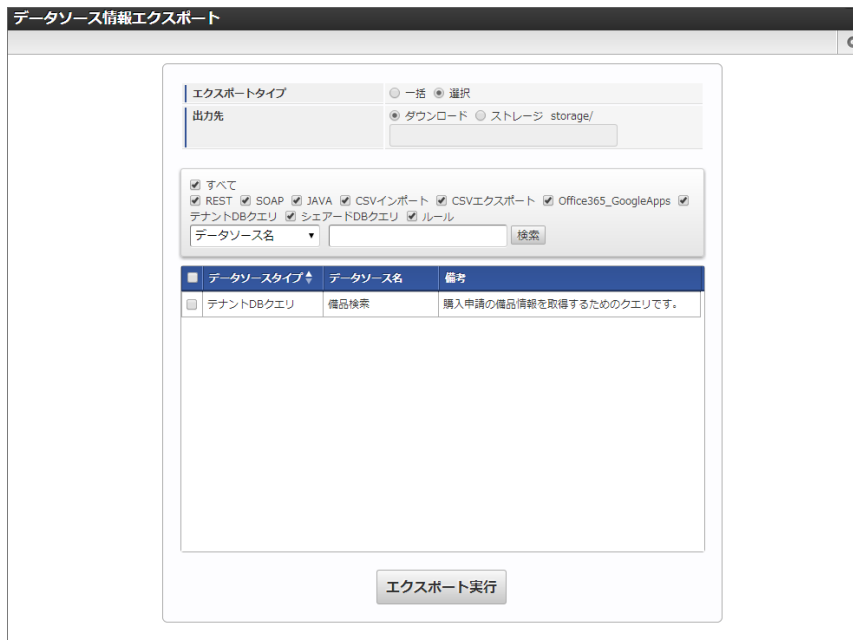 データソース情報エクスポート
エクスポートタイプ 一括 選択
出力先 ダウンロード ストレージ storage/
すべて
REST SOAP JAVA CSVインポート CSVエクスポート Office365_GoogleApps
テナントDBクエリ シェアードDBクエリ ルール
データソース名 検索
データソースタイプ データソース名 備考
テナントDBクエリ 備品検索 購入申請の備品情報を取得するためのクエリです。
エクスポート実行